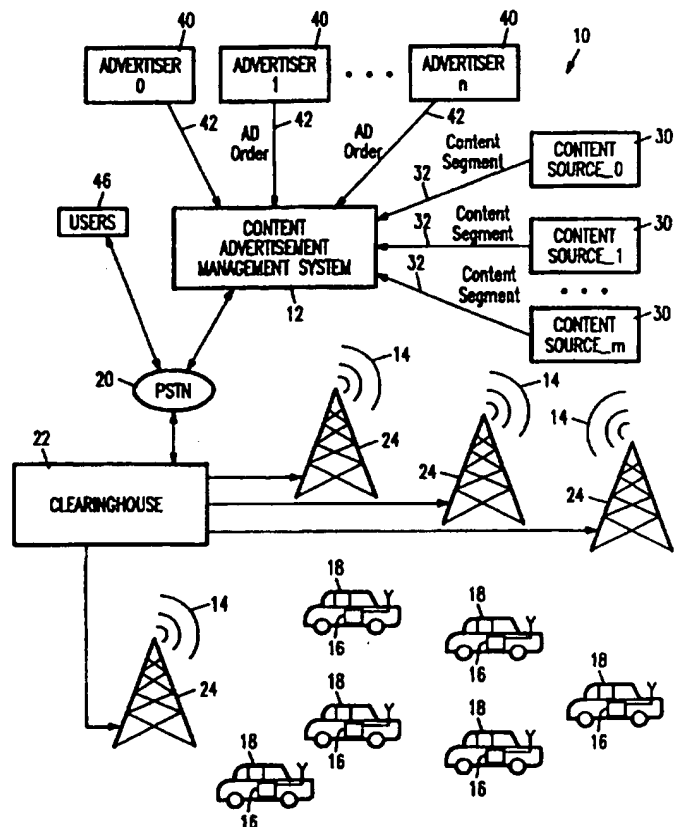 40 40 40
10
ADVERTISER 0
ADVERTISER 1
• • •
ADVERTISER n
42 42 42
AD Order
AD Order
Content Segment
32
CONTENT SOURCE_0
30
46
USERS
CONTENT ADVERTISEMENT MANAGEMENT SYSTEM
12
Content Segment
32
CONTENT SOURCE_1
30
Content Segment
32
• • •
CONTENT SOURCE_m
30
20
PSTN
14 14 14
24 24 24
22
CLEARINGHOUSE
14
24
18 18
16 16
18
16
18 18
16 16
18
16